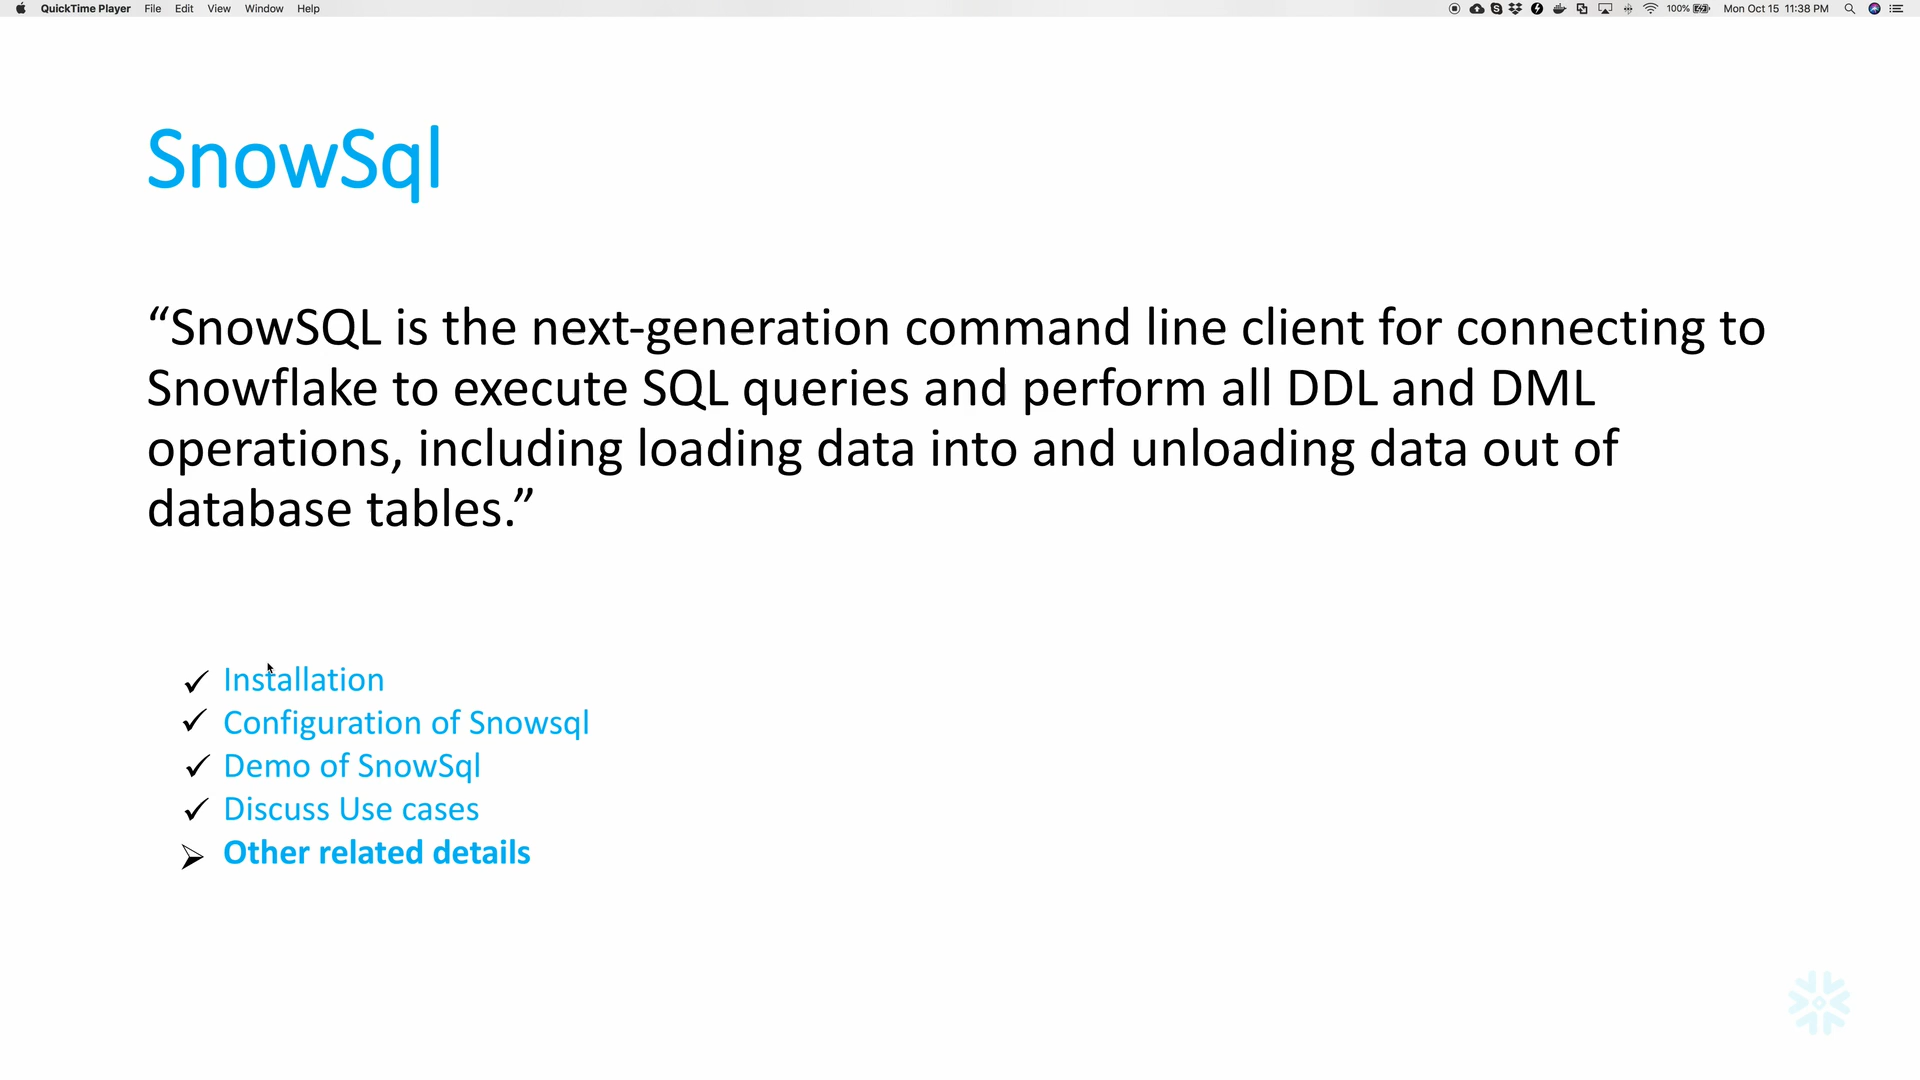 QuickTime Player File Edit View Window Help 100% Mon Oct 15 11:38 PM
SnowSql
“SnowSQL is the next-generation command line client for connecting to
Snowflake to execute SQL queries and perform all DDL and DML
operations, including loading data into and unloading data out of
database tables.”
✓ Installation
✓ Configuration of Snowsql
✓ Demo of SnowSql
✓ Discuss Use cases
➢ Other related details